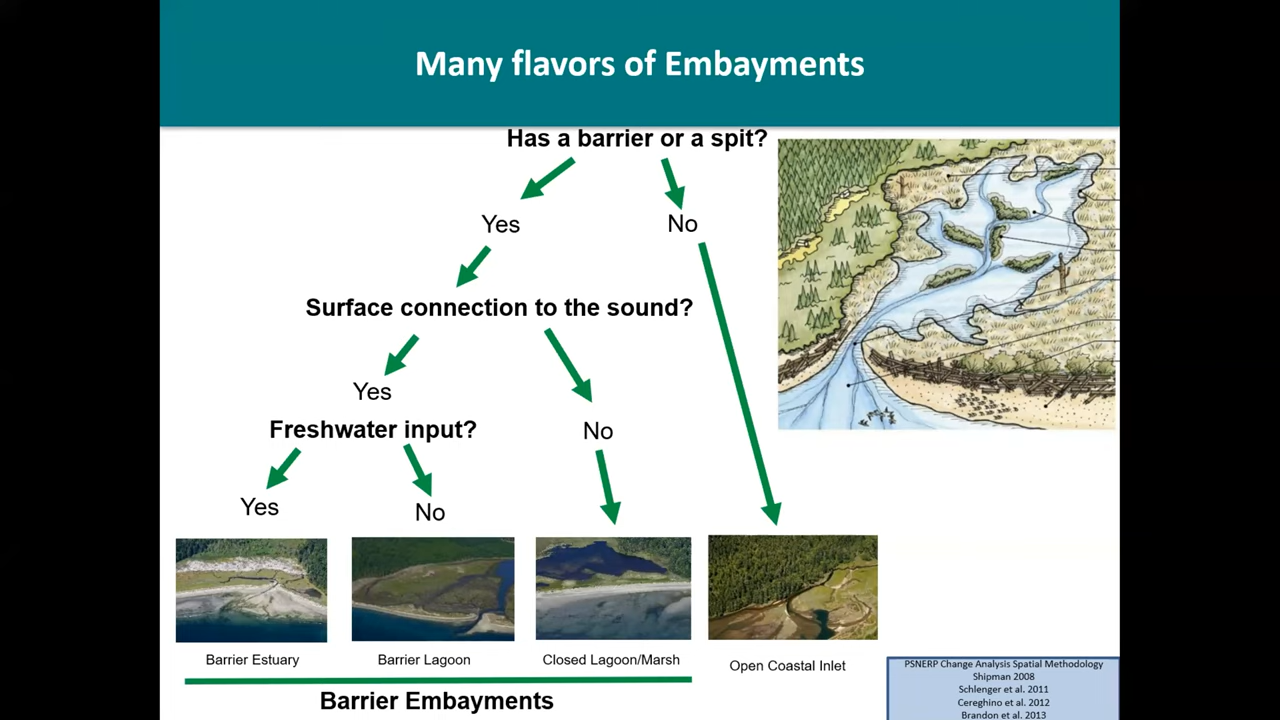 Many flavors of Embayments
Has a barrier or a spit?
Yes
No
Surface connection to the sound?
Yes
No
Freshwater input?
Yes
No
Barrier Estuary
Barrier Lagoon
Closed Lagoon/Marsh
Open Coastal Inlet
Barrier Embayments
PSNERP Change Analysis Spatial Methodology
Shipman 2008
Schlenger et al. 2011
Cereghino et al. 2012
Brandon et al. 2013